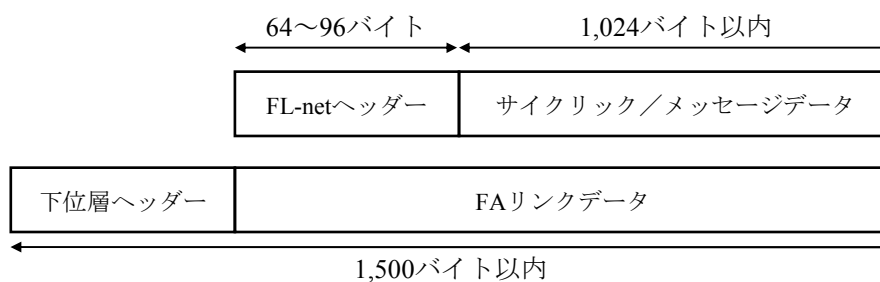 64～96バイト
1,024バイト以内
FL-netヘッダー
サイクリック／メッセージデータ
下位層ヘッダー
FAリンクデータ
1,500バイト以内